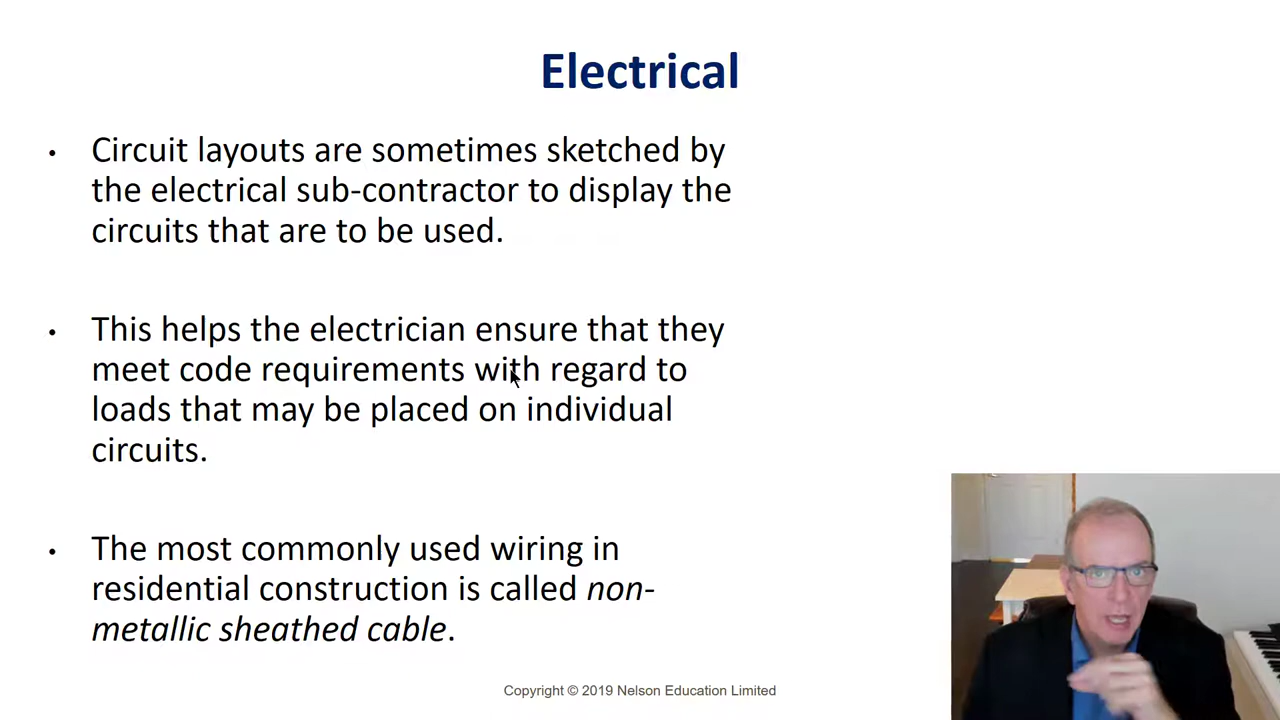 Electrical
• Circuit layouts are sometimes sketched by
the electrical sub-contractor to display the
circuits that are to be used.
• This helps the electrician ensure that they
meet code requirements with regard to
loads that may be placed on individual
circuits.
• The most commonly used wiring in
residential construction is called non-
metallic sheathed cable.
Copyright © 2019 Nelson Education Limited